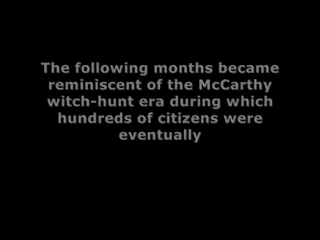 The following months became
reminiscent of the McCarthy
witch-hunt era during which
hundreds of citizens were
eventually